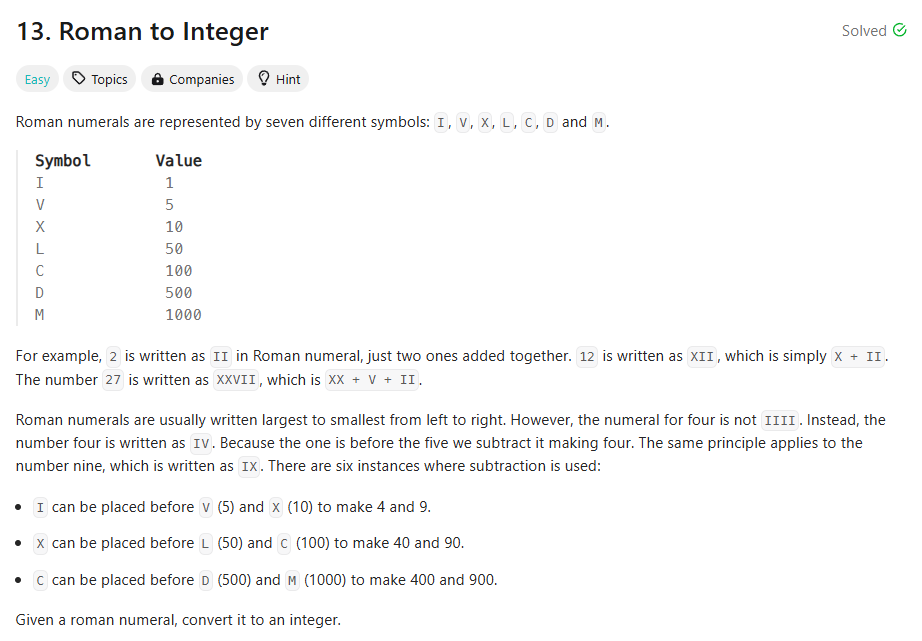 13. Roman to Integer
Solved
Easy Topics Companies Hint
Roman numerals are represented by seven different symbols: I, V, X, L, C, D and M.
Symbol Value
I 1
V 5
X 10
L 50
C 100
D 500
M 1000
For example, 2 is written as II in Roman numeral, just two ones added together. 12 is written as XII, which is simply X + II.
The number 27 is written as XXVII, which is XX + V + II.
Roman numerals are usually written largest to smallest from left to right. However, the numeral for four is not IIII. Instead, the
number four is written as IV. Because the one is before the five we subtract it making four. The same principle applies to the
number nine, which is written as IX. There are six instances where subtraction is used:
• I can be placed before V (5) and X (10) to make 4 and 9.
• X can be placed before L (50) and C (100) to make 40 and 90.
• C can be placed before D (500) and M (1000) to make 400 and 900.
Given a roman numeral, convert it to an integer.